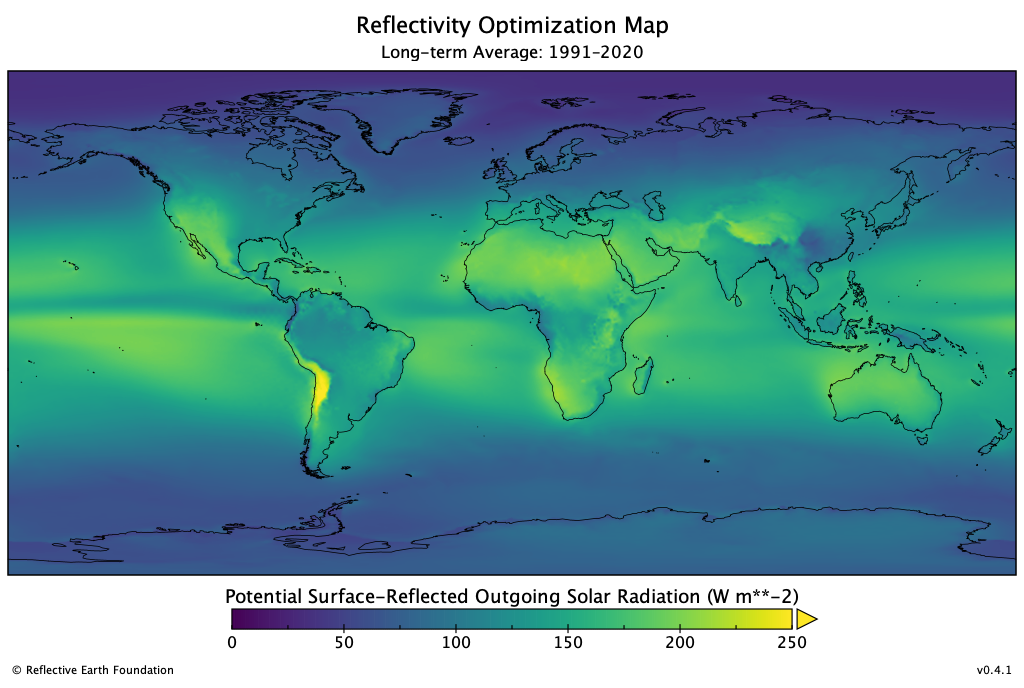 Reflectivity Optimization Map
Long-term Average: 1991-2020
Potential Surface-Reflected Outgoing Solar Radiation (W m**-2)
0 50 100 150 200 250
© Reflective Earth Foundation v0.4.1